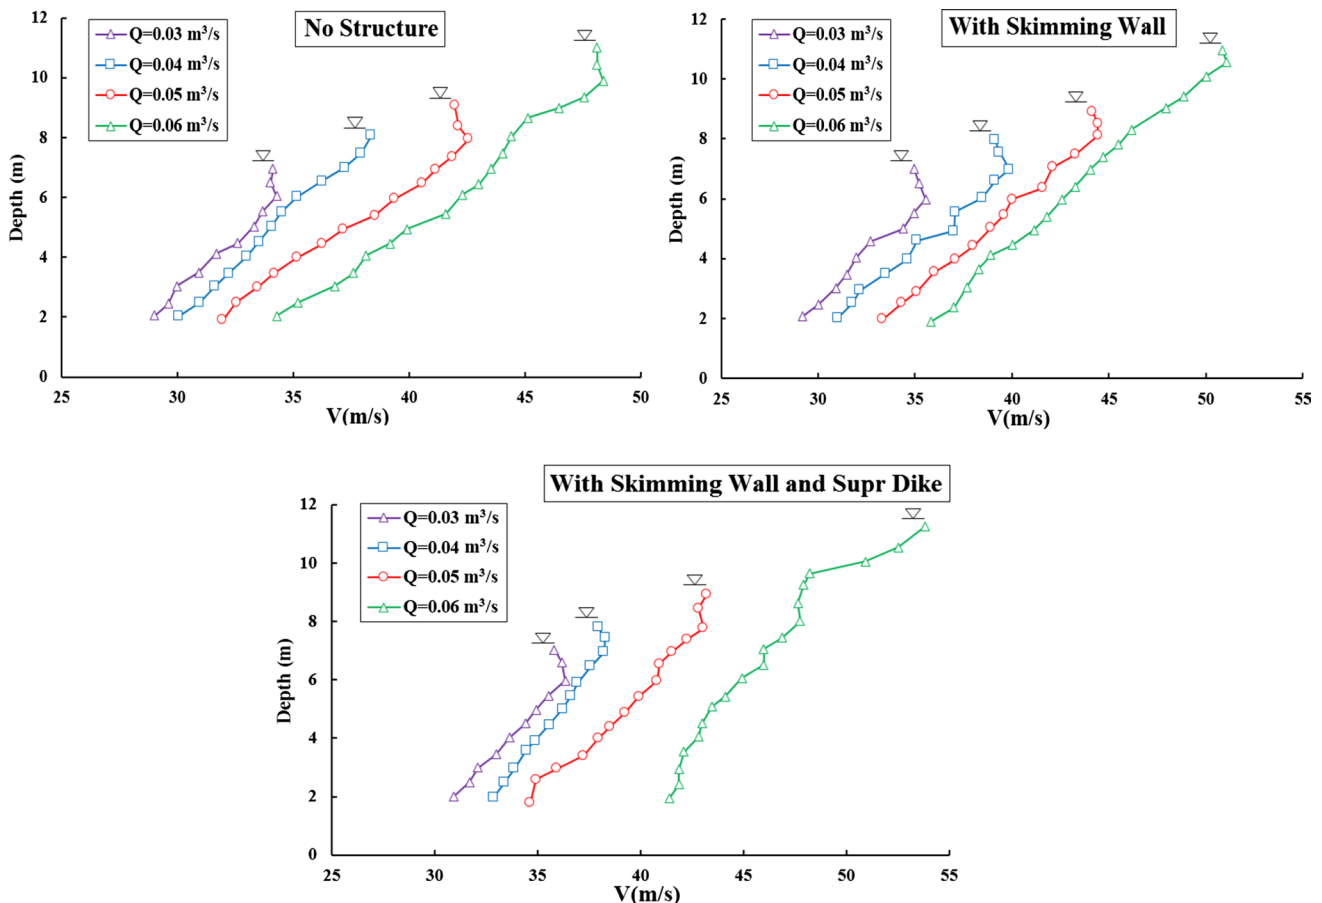 No Structure
Q=0.03 m³/s
Q=0.04 m³/s
Q=0.05 m³/s
Q=0.06 m³/s
12
10
8
6
4
2
0
Depth (m)
25 30 35 40 45 50
V(m/s)
With Skimming Wall
Q=0.03 m³/s
Q=0.04 m³/s
Q=0.05 m³/s
Q=0.06 m³/s
12
10
8
6
4
2
0
Depth (m)
25 30 35 40 45 50 55
V(m/s)
With Skimming Wall and Supr Dike
Q=0.03 m³/s
Q=0.04 m³/s
Q=0.05 m³/s
Q=0.06 m³/s
12
10
8
6
4
2
0
Depth (m)
25 30 35 40 45 50 55
V(m/s)